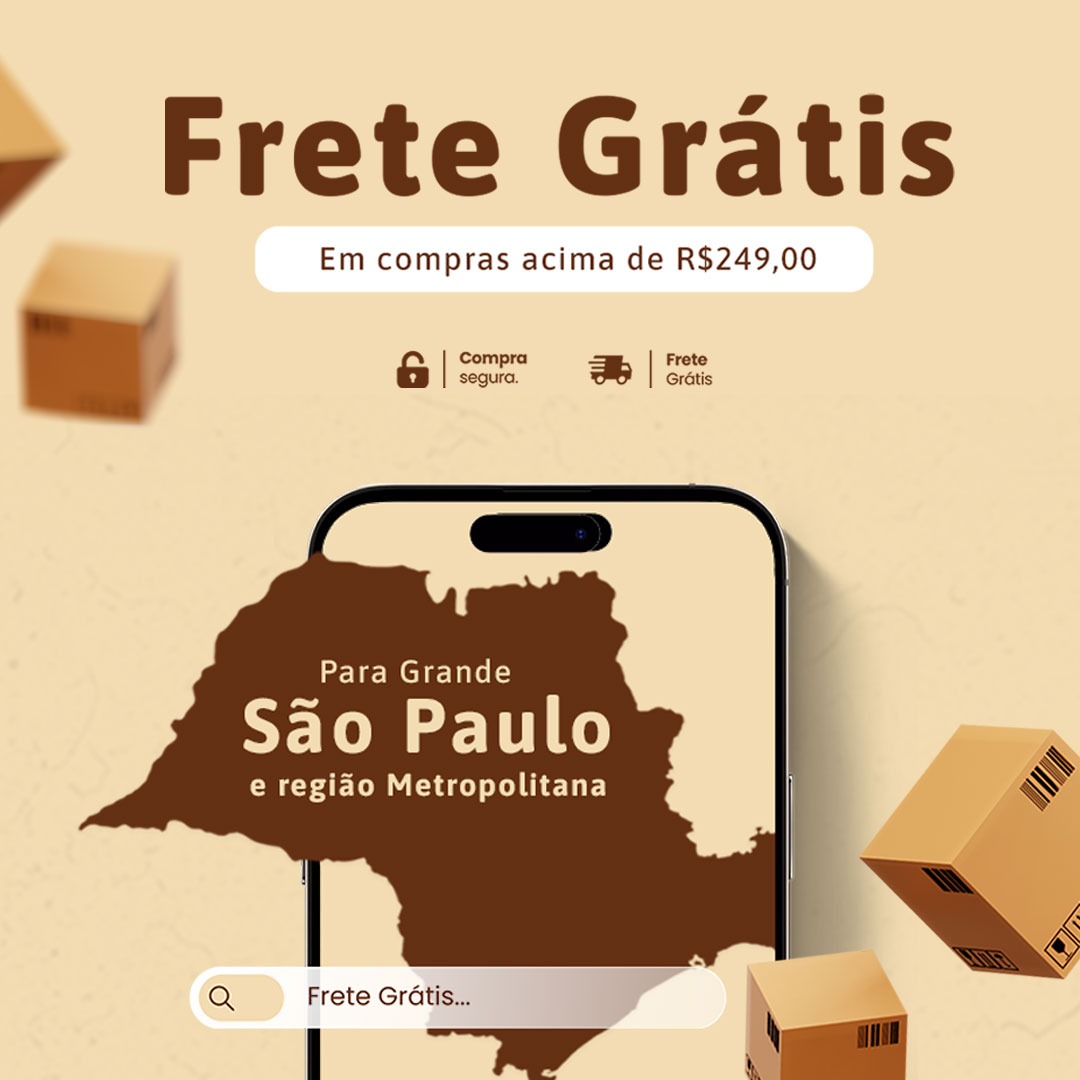 Frete Grátis
Em compras acima de R$249,00
Compra
segura.
Frete
Grátis
Para Grande
São Paulo
e região Metropolitana
Frete Grátis...